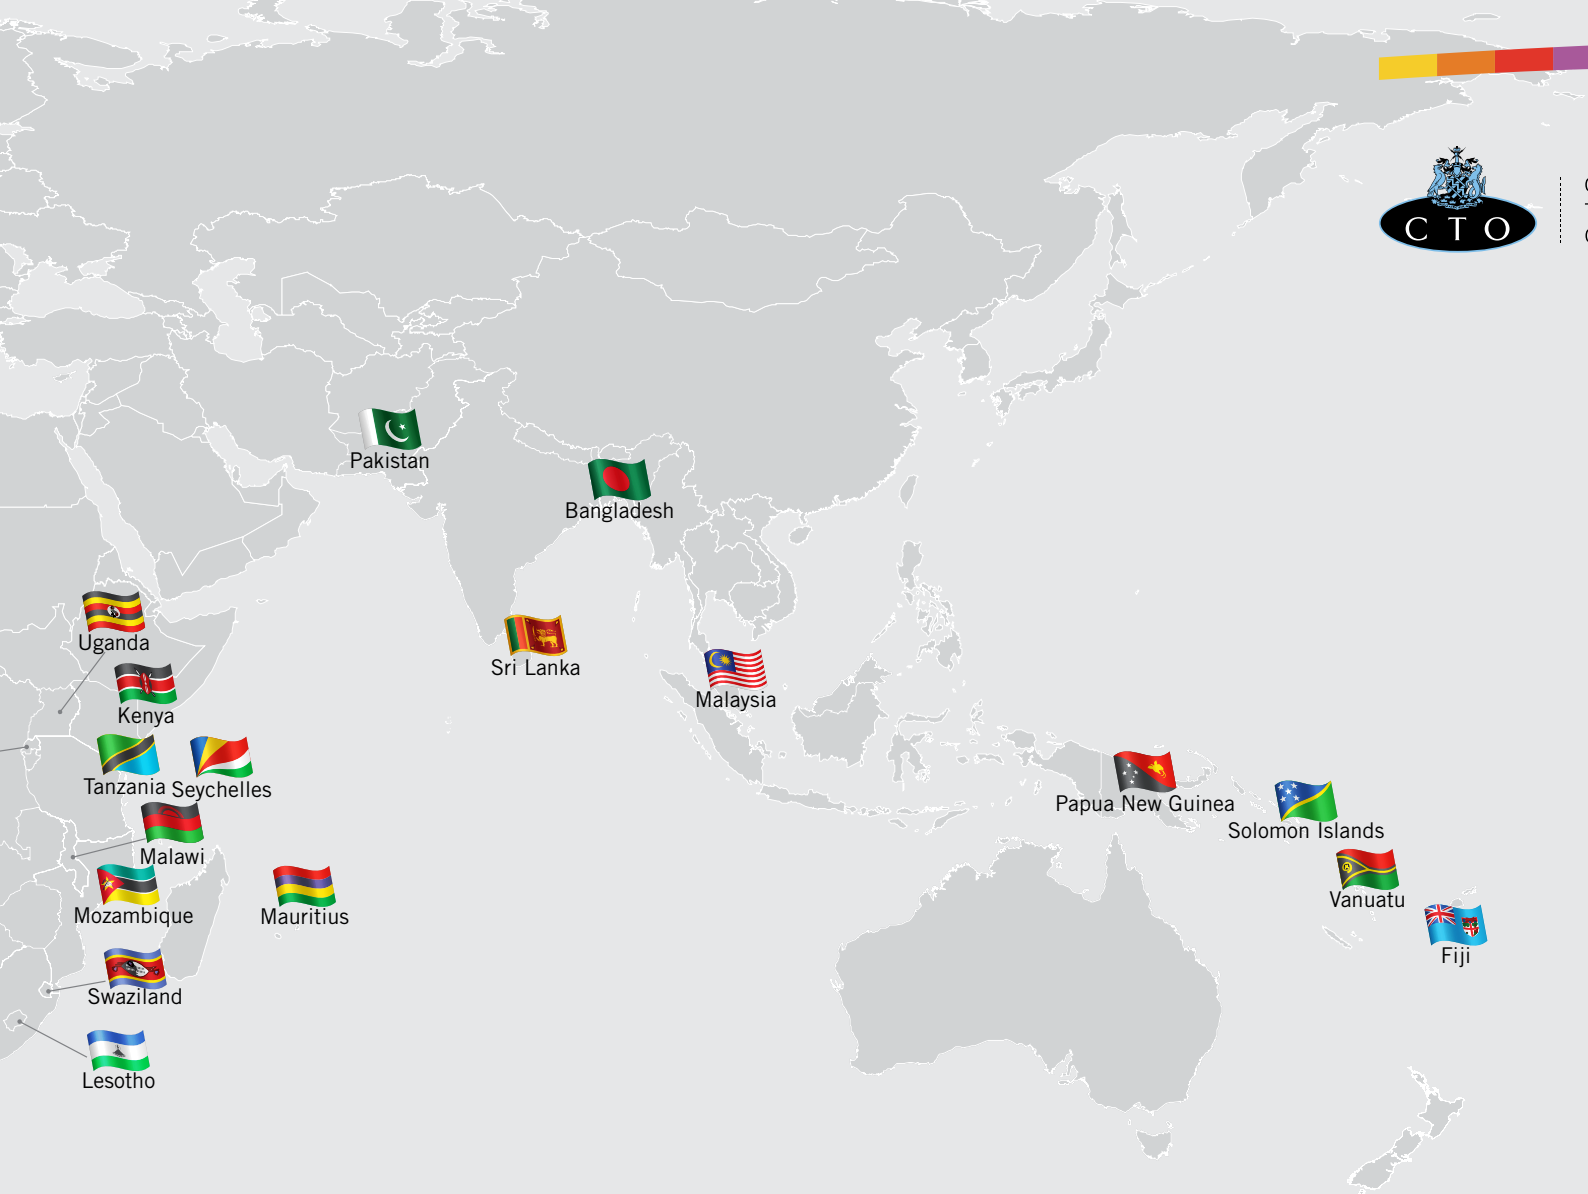 C T O
Pakistan
Bangladesh
Uganda
Sri Lanka
Malaysia
Kenya
Tanzania
Seychelles
Papua New Guinea
Solomon Islands
Malawi
Vanuatu
Mozambique
Mauritius
Fiji
Swaziland
Lesotho